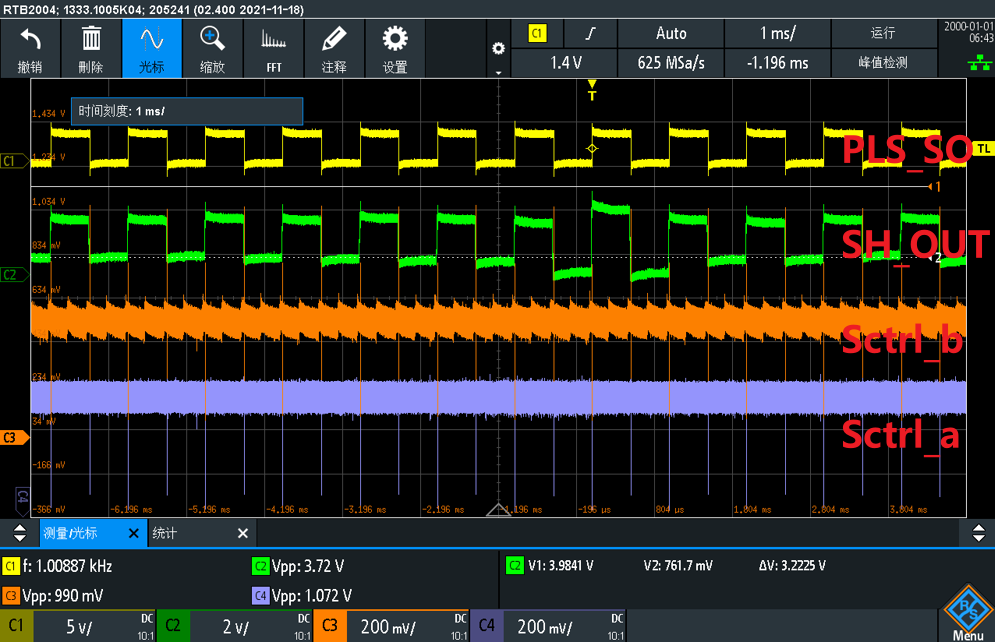 RTB2004; 1333.1005K04; 205241 (02.400 2021-11-18)
撤销 删除 光标 缩放 FFT 注释 设置
C1 Auto 1 ms/ 运行 2000-01-01
06:43
1.4 V 625 MSa/s -1.196 ms 峰值检测
T
时间刻度: 1 ms/
1.434 V
C1 1.234 V
PLS_SO TL
1
1.034 V
834 mV
SH_OUT
2
C2
634 mV
Sctrl_b
234 mV
34 mV
Sctrl_a
C3
-166 mV
C4
-366 mV -6.196 ms -5.196 ms -4.196 ms -3.196 ms -2.196 ms -1.196 ms -196 µs 804 µs 1.804 ms 2.804 ms 3.804 ms
测量/光标 统计
C1 f: 1.00887 kHz C2 Vpp: 3.72 V C2 V1: 3.9841 V V2: 761.7 mV ΔV: 3.2225 V
C3 Vpp: 990 mV C4 Vpp: 1.072 V
C1 5 V/ DC 10:1 C2 2 V/ DC 10:1 C3 200 mV/ DC 10:1 C4 200 mV/ DC 10:1
R&S
Menu